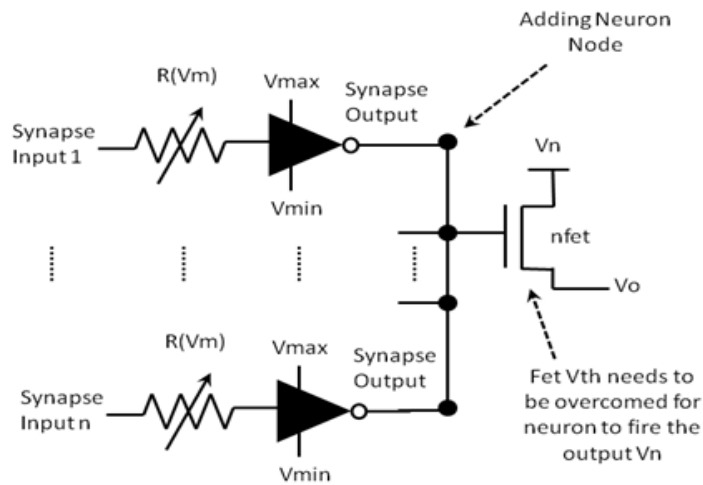 Adding Neuron
Node
R(Vm)
Vmax
Synapse
Output
Synapse
Input 1
Vmin
Vn
nfet
Vo
R(Vm)
Vmax
Synapse
Output
Synapse
Input n
Vmin
Fet Vth needs to
be overcomed for
neuron to fire the
output Vn